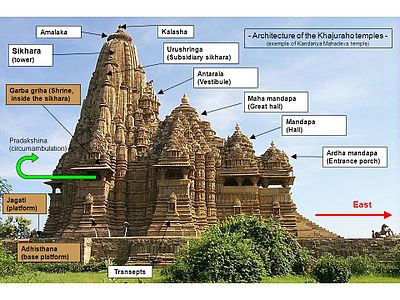 Amalaka
Kalasha
- Architecture of the Khajuraho temples -
(exemple of Kandariya Mahadeva temple)
Sikhara
(tower)
Urushringa
(Subsidiary sikhara)
Antarala
(Vestibule)
Garba griha (Shrine,
inside the sikhara)
Maha mandapa
(Great hall)
Mandapa
(Hall)
Pradakshina
(circumambulation)
Ardha mandapa
(Entrance porch)
Jagati
(platform)
East
Adhisthana
(base platform)
Transepts